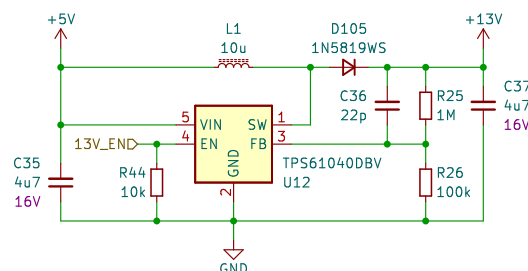 +5V
+13V
L1
10u
D105
1N5819WS
C36
22p
R25
1M
C37
4u7
16V
5 VIN SW 1
13V_EN 4 EN FB 3
GND
2
TPS61040DBV
U12
C35
4u7
16V
R44
10k
R26
100k
GND